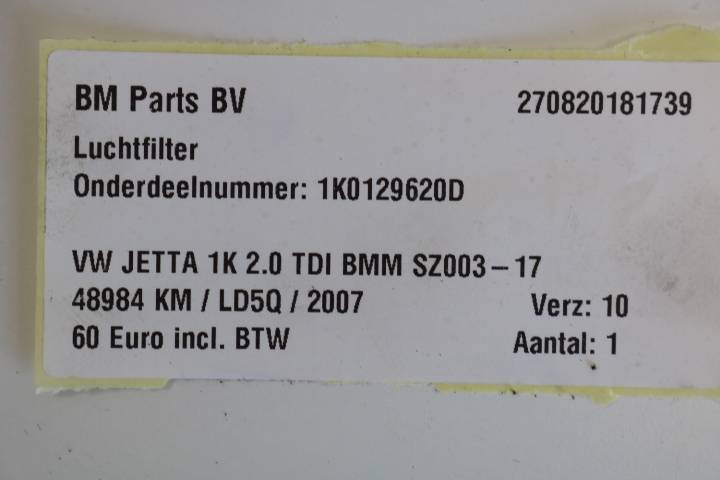 BM Parts BV 270820181739
Luchtfilter
Onderdeelnummer: 1K0129620D
VW JETTA 1K 2.0 TDI BMM SZ003-17
48984 KM / LD5Q / 2007 Verz: 10
60 Euro incl. BTW Aantal: 1